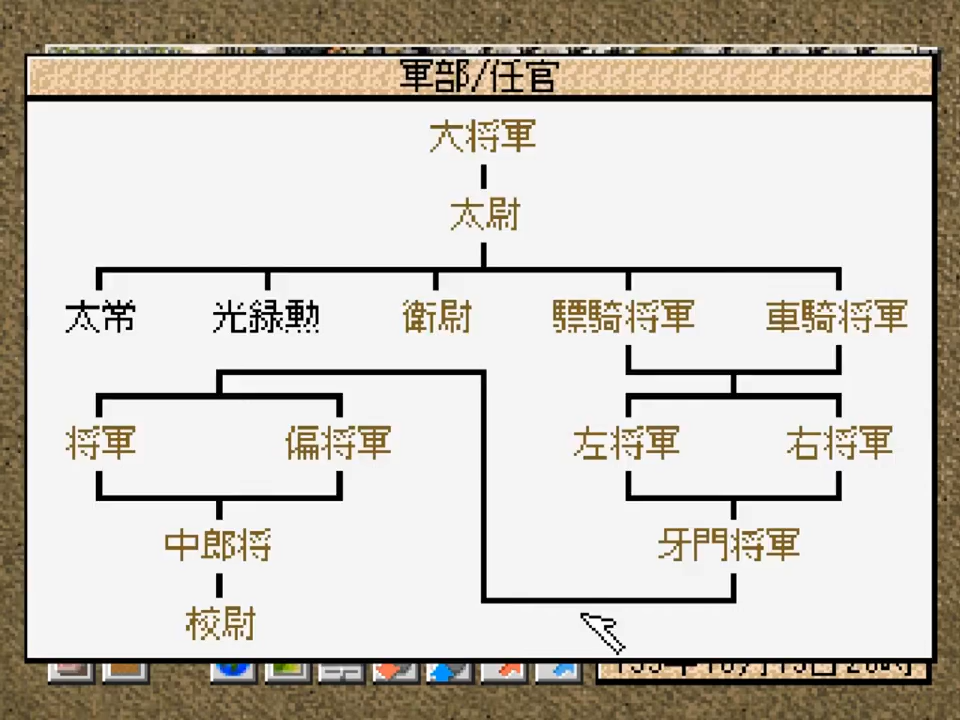 軍部/任官
大将軍
太尉
太常 光録勲 衛尉 驃騎将軍 車騎将軍
将軍 偏将軍 左将軍 右将軍
中郎将 牙門将軍
校尉